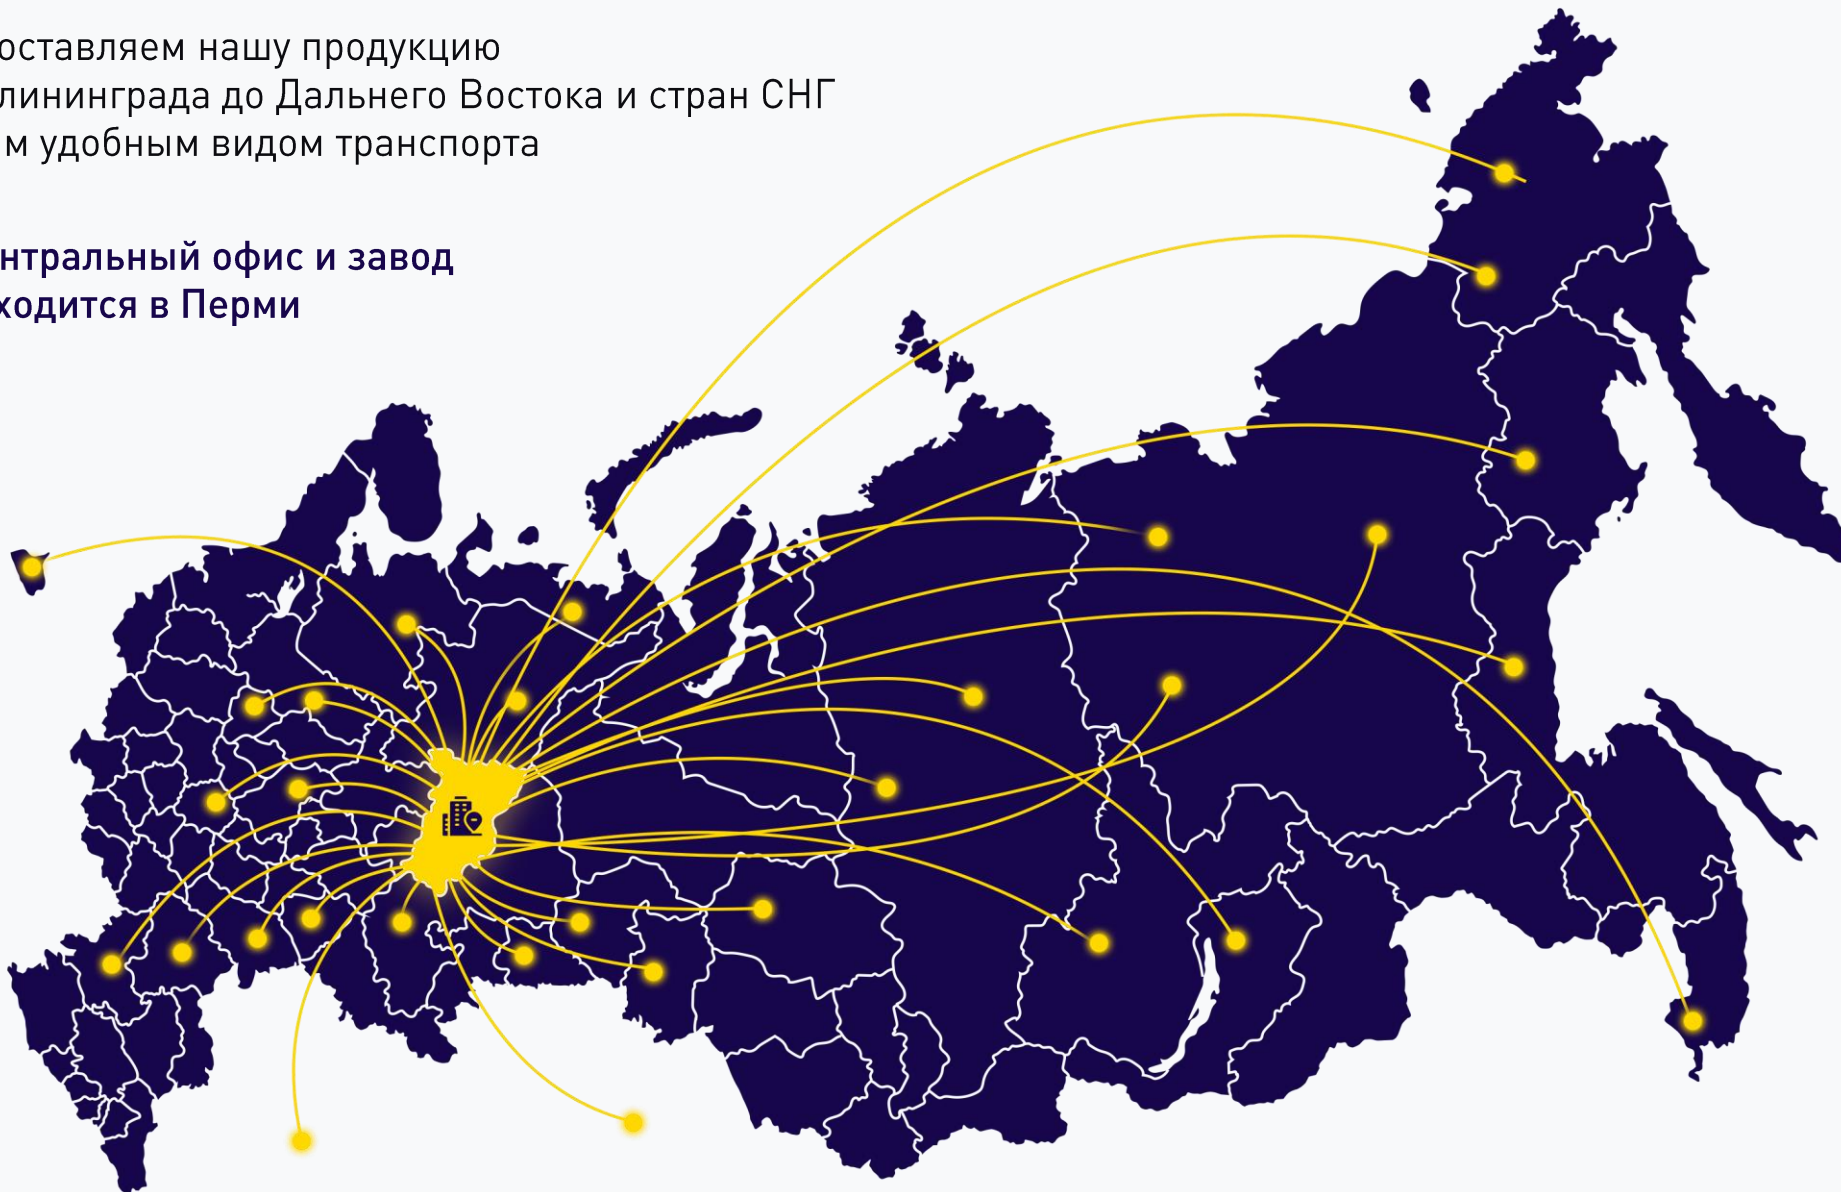 оставляем нашу продукцию
лининграда до Дальнего Востока и стран СНГ
м удобным видом транспорта
нтральный офис и завод
ходится в Перми